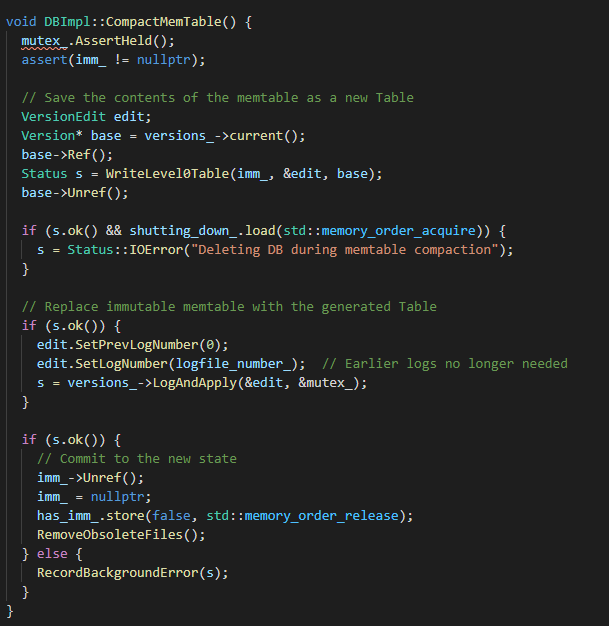 void DBImpl::CompactMemTable() {
  mutex_.AssertHeld();
  assert(imm_ != nullptr);

  // Save the contents of the memtable as a new Table
  VersionEdit edit;
  Version* base = versions_->current();
  base->Ref();
  Status s = WriteLevel0Table(imm_, &edit, base);
  base->Unref();

  if (s.ok() && shutting_down_.load(std::memory_order_acquire)) {
    s = Status::IOError("Deleting DB during memtable compaction");
  }

  // Replace immutable memtable with the generated Table
  if (s.ok()) {
    edit.SetPrevLogNumber(0);
    edit.SetLogNumber(logfile_number_);  // Earlier logs no longer needed
    s = versions_->LogAndApply(&edit, &mutex_);
  }

  if (s.ok()) {
    // Commit to the new state
    imm_->Unref();
    imm_ = nullptr;
    has_imm_.store(false, std::memory_order_release);
    RemoveObsoleteFiles();
  } else {
    RecordBackgroundError(s);
  }
}